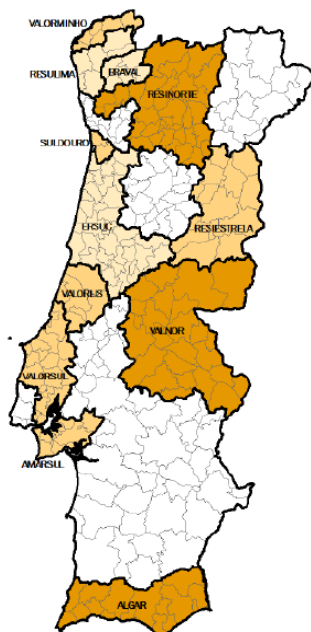 VALORMINHO
RESULIMA
BRAVAL
RESINORTE
SULDOURO
ERSUC
RESIESTRELA
VALORLIS
VALNOR
VALORSUL
AMARSUL
ALGAR